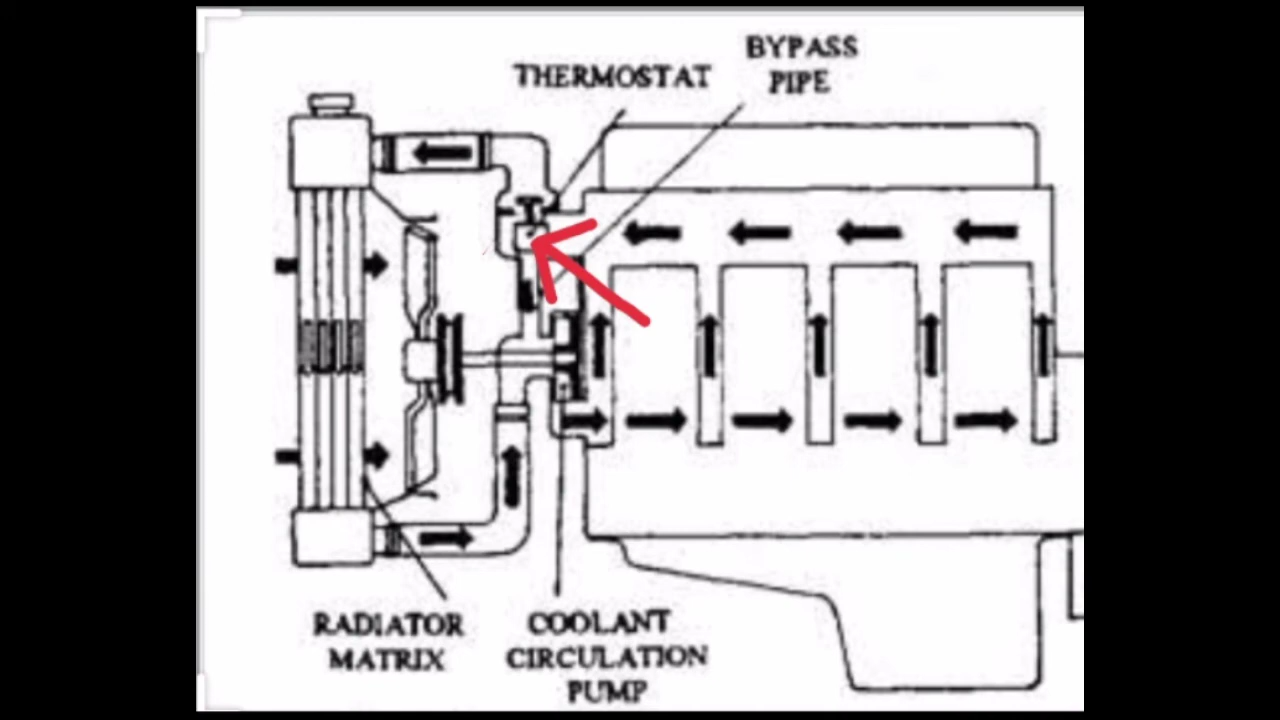 THERMOSTAT
BYPASS
PIPE
RADIATOR
MATRIX
COOLANT
CIRCULATION
PUMP